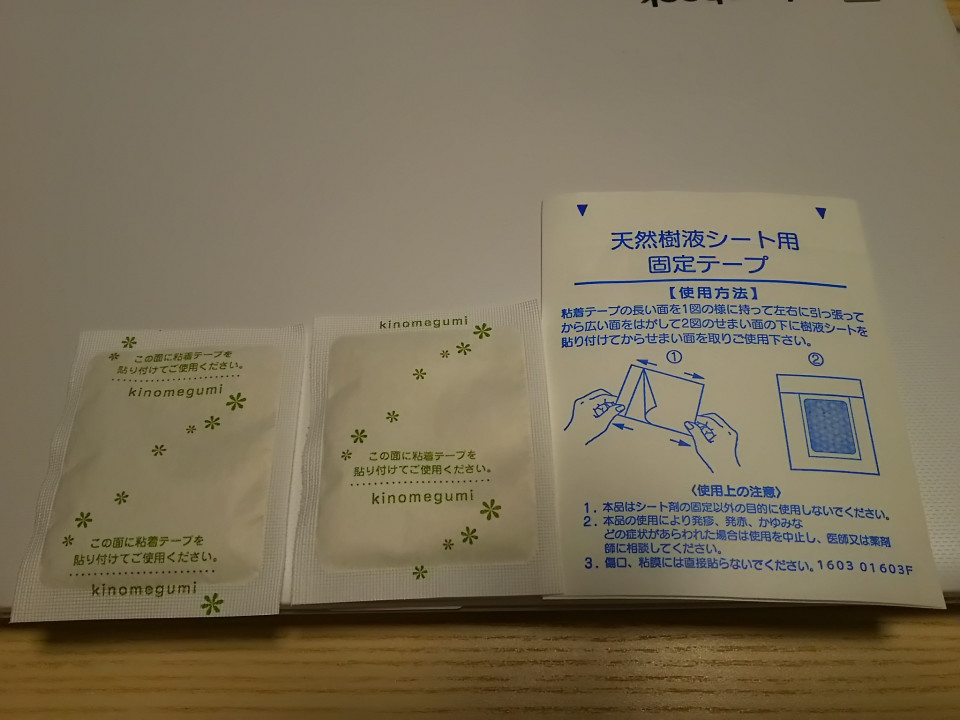 この面に粘着テープを
貼り付けてご使用ください。
kinomegumi
この面に粘着テープを
貼り付けてご使用ください。
kinomegumi
kinomegumi
この面に粘着テープを
貼り付けてご使用ください。
kinomegumi
天然樹液シート用
固定テープ
【使用方法】
粘着テープの長い面を1図の様に持って左右に引っ張って
から広い面をはがして2図のせまい面の下に樹液シートを
貼り付けてからせまい面を取りご使用下さい。
① ②
〈使用上の注意〉
1. 本品はシート剤の固定以外の目的に使用しないでください。
2. 本品の使用により発疹、発赤、かゆみな
どの症状があらわれた場合は使用を中止し、医師又は薬剤
師に相談してください。
3. 傷口、粘膜には直接貼らないでください。1603 01603F